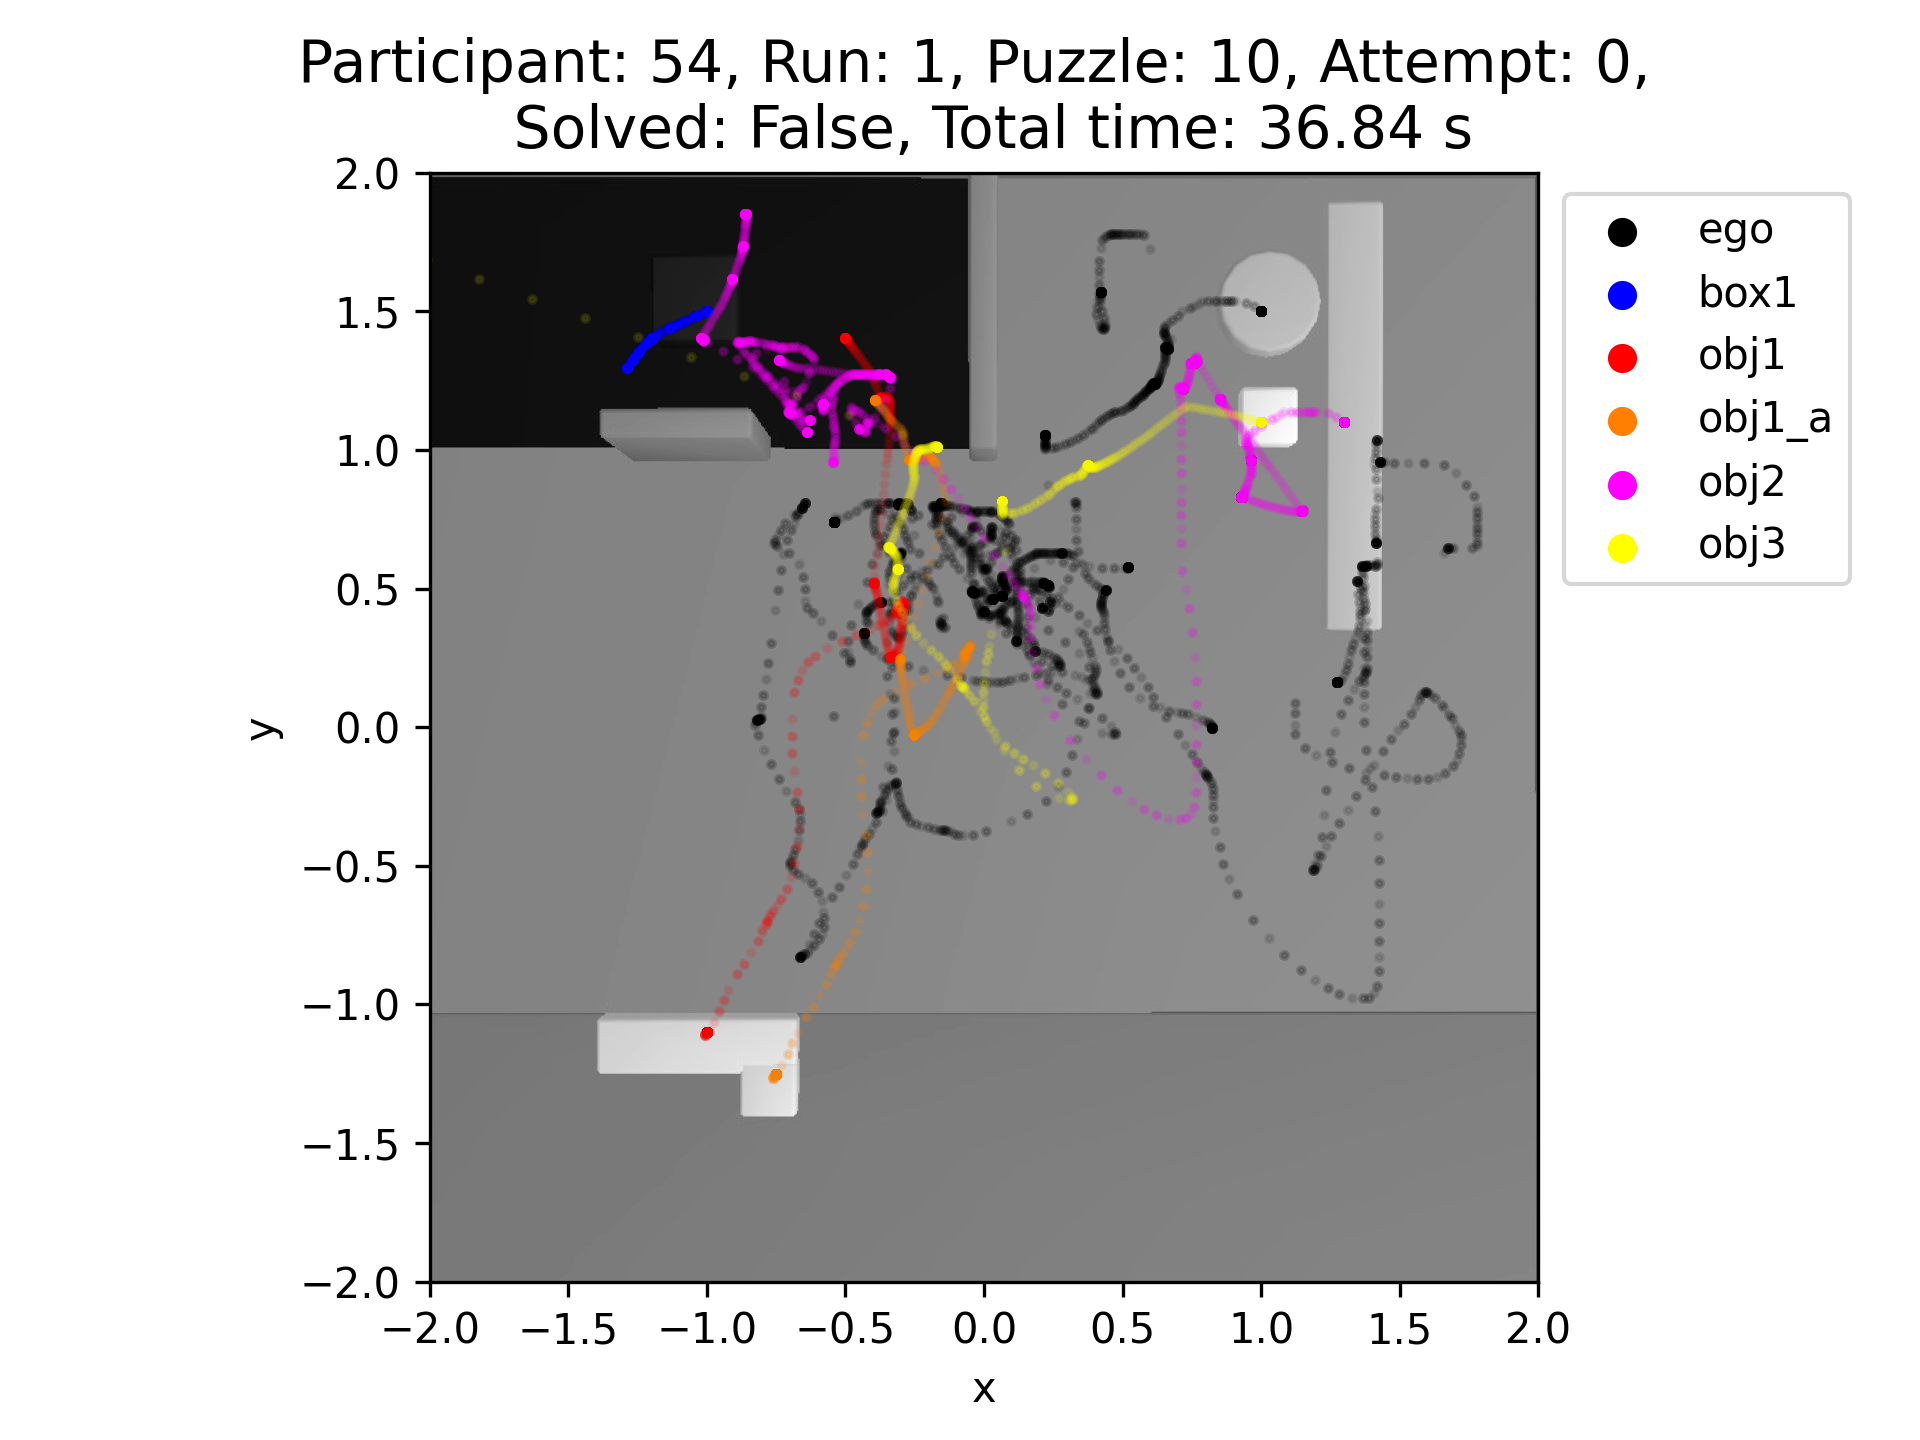 Participant: 54, Run: 1, Puzzle: 10, Attempt: 0,
Solved: False, Total time: 36.84 s
2.0
1.5
1.0
0.5
0.0
−0.5
−1.0
−1.5
−2.0
y
−2.0 −1.5 −1.0 −0.5 0.0 0.5 1.0 1.5 2.0
x
ego
box1
obj1
obj1_a
obj2
obj3